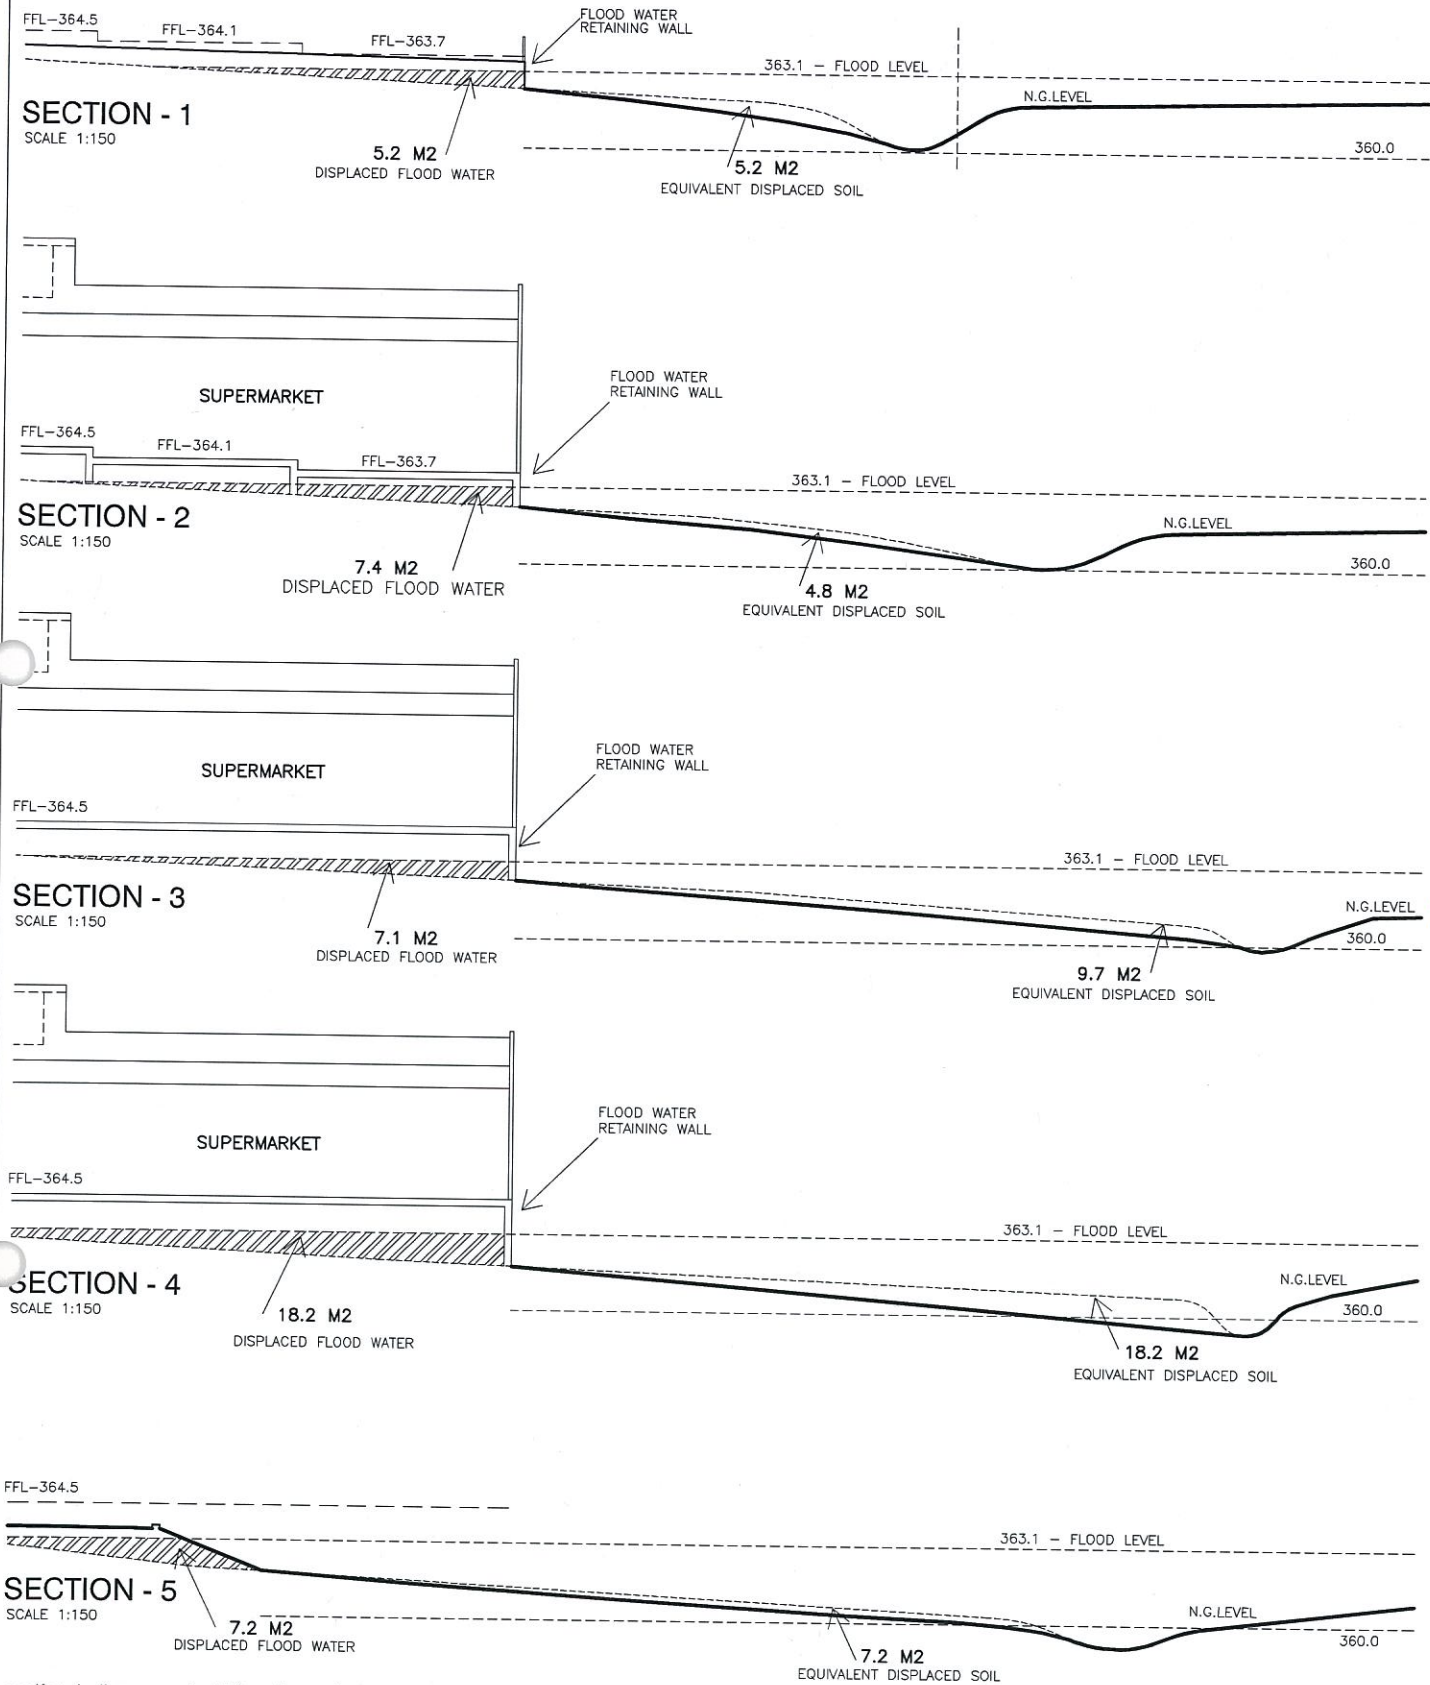 FFL-364.5
FFL-364.1
FFL-363.7
FLOOD WATER
RETAINING WALL
363.1 - FLOOD LEVEL
N.G.LEVEL
360.0
SECTION - 1
SCALE 1:150
5.2 M2
DISPLACED FLOOD WATER
5.2 M2
EQUIVALENT DISPLACED SOIL
SUPERMARKET
FLOOD WATER
RETAINING WALL
FFL-364.5
FFL-364.1
FFL-363.7
363.1 - FLOOD LEVEL
N.G.LEVEL
360.0
SECTION - 2
SCALE 1:150
7.4 M2
DISPLACED FLOOD WATER
4.8 M2
EQUIVALENT DISPLACED SOIL
SUPERMARKET
FLOOD WATER
RETAINING WALL
FFL-364.5
363.1 - FLOOD LEVEL
N.G.LEVEL
360.0
SECTION - 3
SCALE 1:150
7.1 M2
DISPLACED FLOOD WATER
9.7 M2
EQUIVALENT DISPLACED SOIL
SUPERMARKET
FLOOD WATER
RETAINING WALL
FFL-364.5
363.1 - FLOOD LEVEL
N.G.LEVEL
360.0
SECTION - 4
SCALE 1:150
18.2 M2
DISPLACED FLOOD WATER
18.2 M2
EQUIVALENT DISPLACED SOIL
FFL-364.5
363.1 - FLOOD LEVEL
N.G.LEVEL
360.0
SECTION - 5
SCALE 1:150
7.2 M2
DISPLACED FLOOD WATER
7.2 M2
EQUIVALENT DISPLACED SOIL